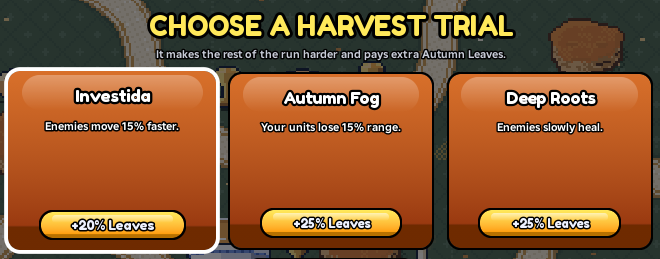 CHOOSE A HARVEST TRIAL
It makes the rest of the run harder and pays extra Autumn Leaves.
Investida
Enemies move 15% faster.
+20% Leaves
Autumn Fog
Your units lose 15% range.
+25% Leaves
Deep Roots
Enemies slowly heal.
+25% Leaves